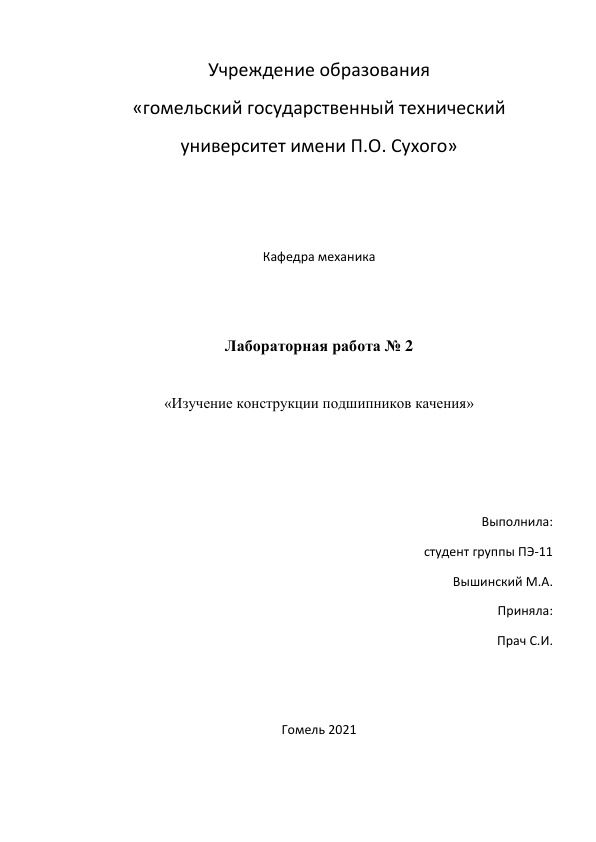 Учреждение образования
«гомельский государственный технический
университет имени П.О. Сухого»
Кафедра механика
Лабораторная работа № 2
«Изучение конструкции подшипников качения»
Выполнила:
студент группы ПЭ-11
Вышинский М.А.
Приняла:
Прач С.И.
Гомель 2021